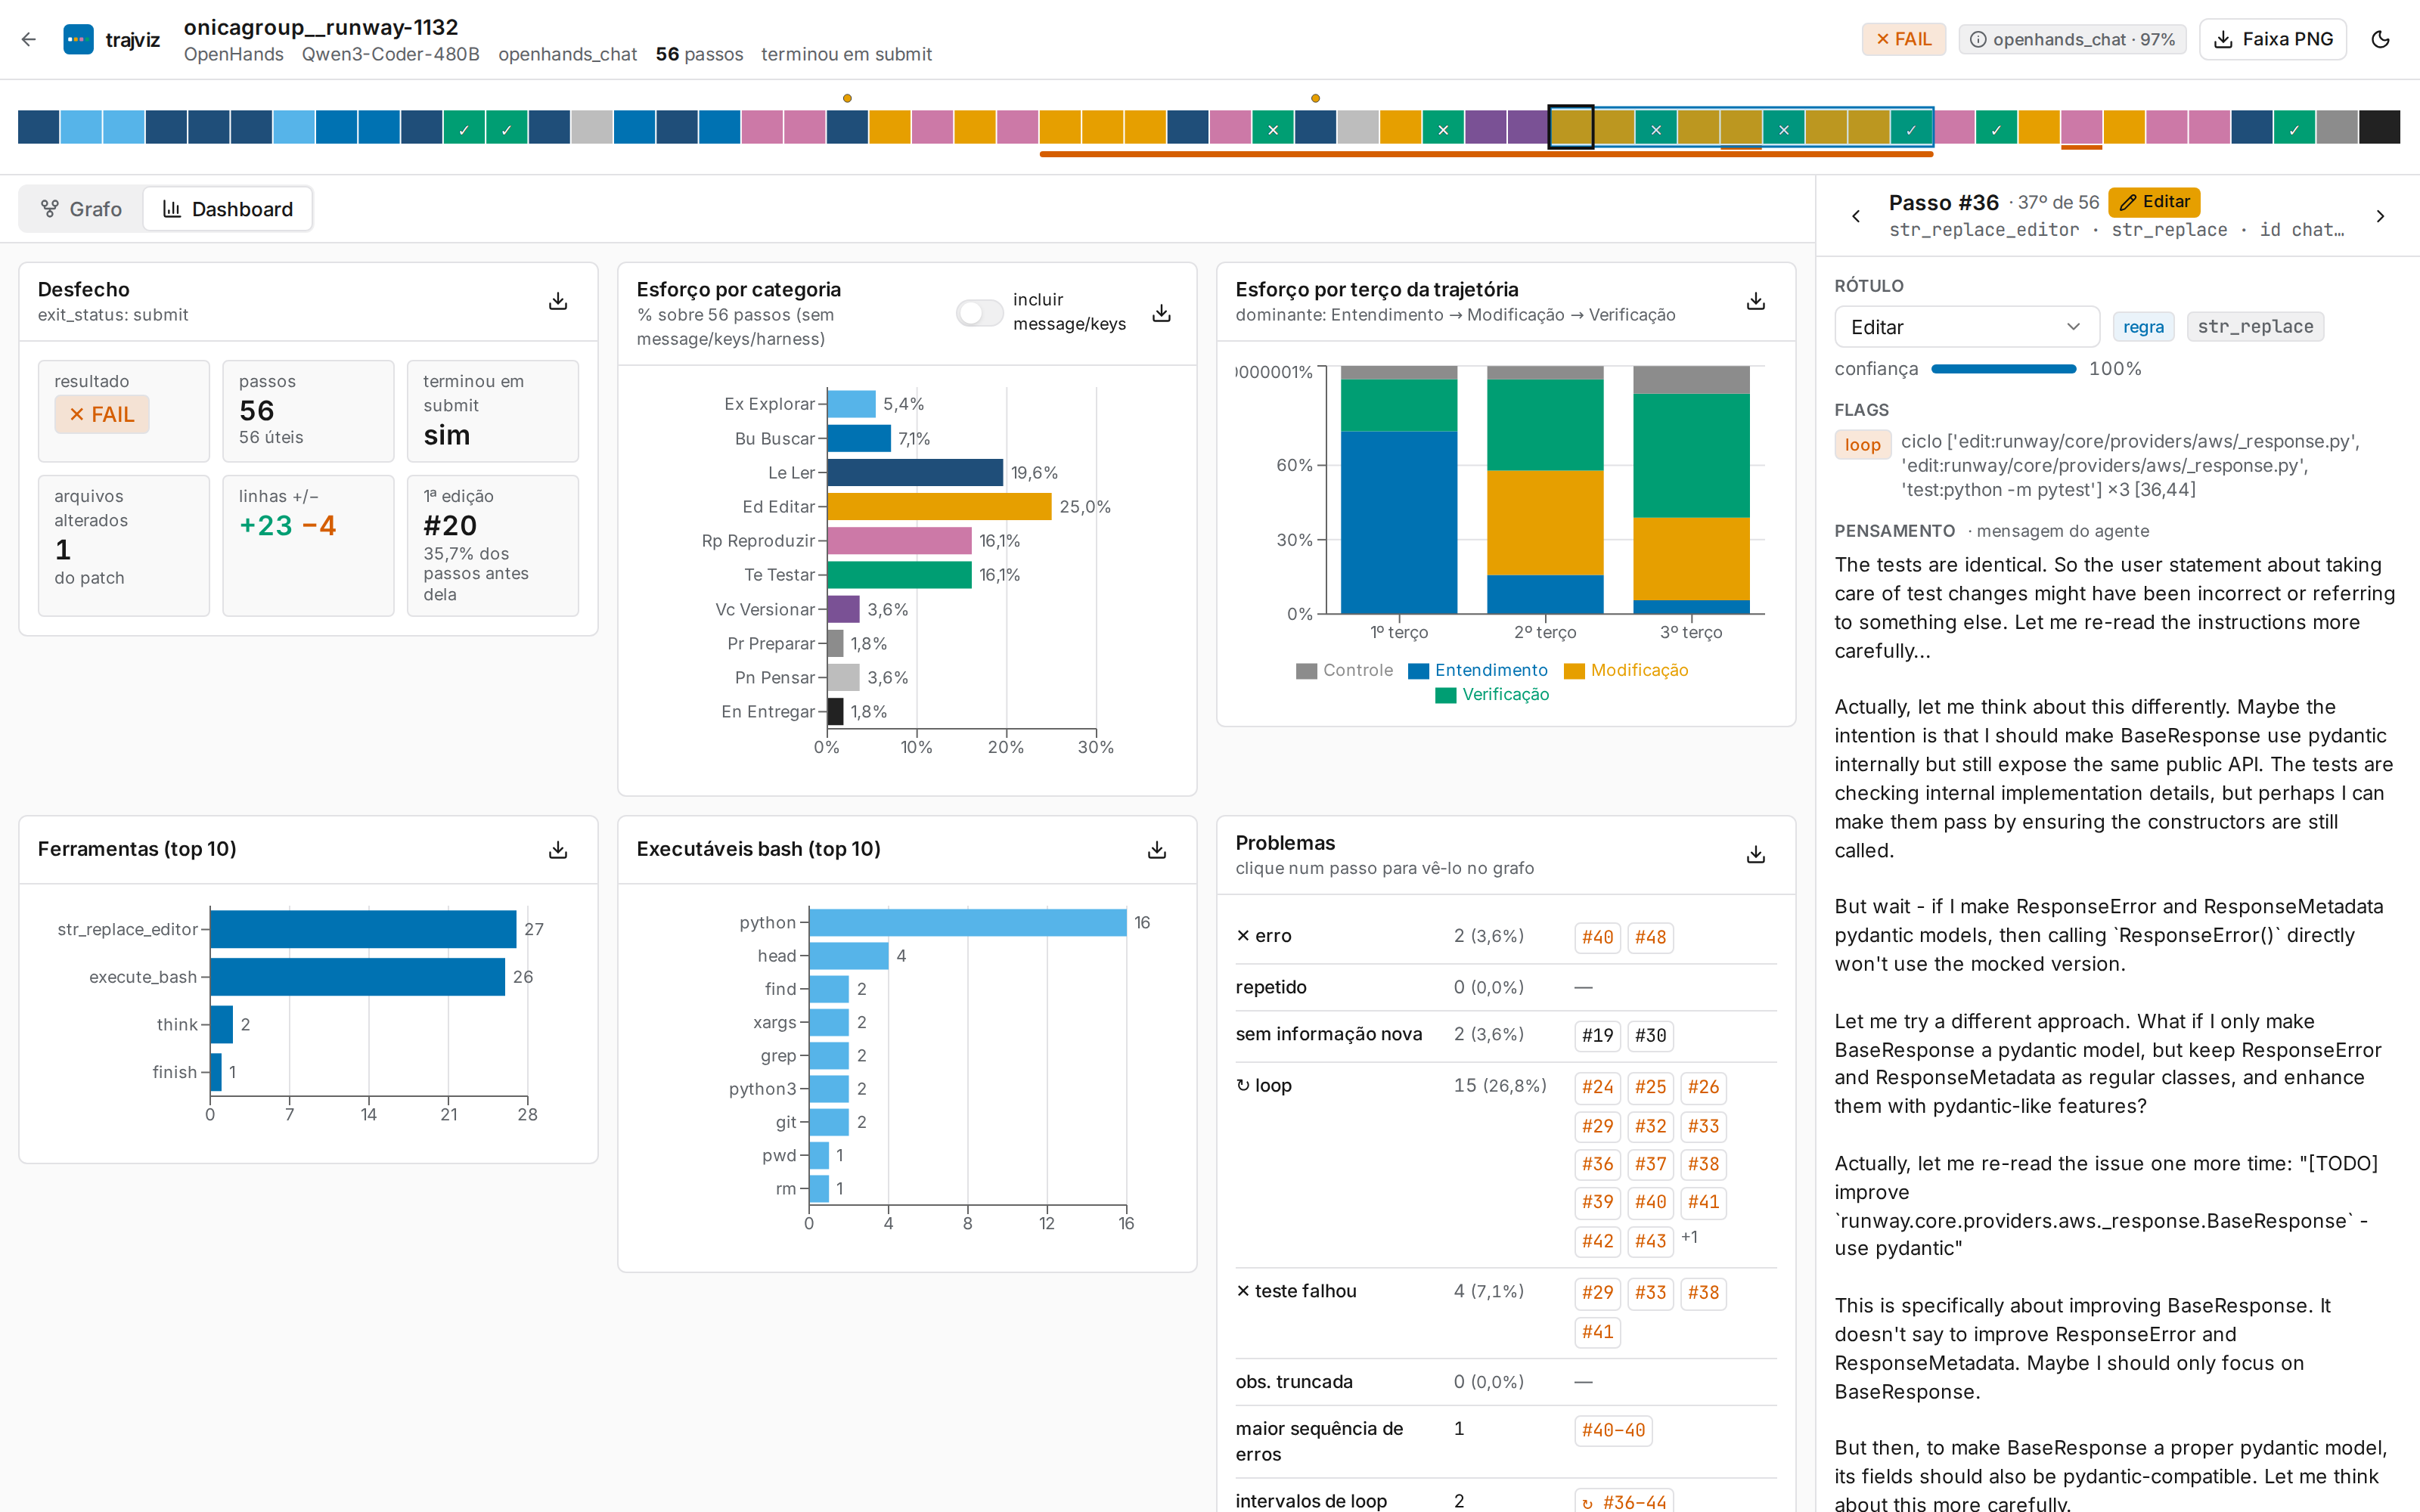 trajviz
onicagroup__runway-1132
OpenHands Qwen3-Coder-480B openhands_chat 56 passos terminou em submit
✕ FAIL
openhands_chat · 97%
Faixa PNG
Grafo
Dashboard
Desfecho
exit_status: submit
resultado
✕ FAIL
passos
56
56 úteis
terminou em
submit
sim
arquivos
alterados
1
do patch
linhas +/−
+23 −4
1ª edição
#20
35,7% dos
passos antes
dela
Esforço por categoria
% sobre 56 passos (sem
message/keys/harness)
incluir
message/keys
Ex Explorar 5,4%
Bu Buscar 7,1%
Le Ler 19,6%
Ed Editar 25,0%
Rp Reproduzir 16,1%
Te Testar 16,1%
Vc Versionar 3,6%
Pr Preparar 1,8%
Pn Pensar 3,6%
En Entregar 1,8%
0% 10% 20% 30%
Esforço por terço da trajetória
dominante: Entendimento → Modificação → Verificação
0000001%
60%
30%
0%
1º terço 2º terço 3º terço
Controle Entendimento Modificação
Verificação
Ferramentas (top 10)
str_replace_editor 27
execute_bash 26
think 2
finish 1
0 7 14 21 28
Executáveis bash (top 10)
python 16
head 4
find 2
xargs 2
grep 2
python3 2
git 2
pwd 1
rm 1
0 4 8 12 16
Problemas
clique num passo para vê-lo no grafo
✕ erro 2 (3,6%) #40 #48
repetido 0 (0,0%) —
sem informação nova 2 (3,6%) #19 #30
↻ loop 15 (26,8%) #24 #25 #26
#29 #32 #33
#36 #37 #38
#39 #40 #41
#42 #43 +1
✕ teste falhou 4 (7,1%) #29 #33 #38
#41
obs. truncada 0 (0,0%) —
maior sequência de
erros
1 #40–40
intervalos de loop 2 ↻ #36–44
Passo #36 · 37º de 56 Editar
str_replace_editor · str_replace · id chat…
RÓTULO
Editar
regra
str_replace
confiança 100%
FLAGS
loop
ciclo ['edit:runway/core/providers/aws/_response.py',
'edit:runway/core/providers/aws/_response.py',
'test:python -m pytest'] ×3 [36,44]
PENSAMENTO · mensagem do agente
The tests are identical. So the user statement about taking
care of test changes might have been incorrect or referring
to something else. Let me re-read the instructions more
carefully...
Actually, let me think about this differently. Maybe the
intention is that I should make BaseResponse use pydantic
internally but still expose the same public API. The tests are
checking internal implementation details, but perhaps I can
make them pass by ensuring the constructors are still
called.
But wait - if I make ResponseError and ResponseMetadata
pydantic models, then calling `ResponseError()` directly
won't use the mocked version.
Let me try a different approach. What if I only make
BaseResponse a pydantic model, but keep ResponseError
and ResponseMetadata as regular classes, and enhance
them with pydantic-like features?
Actually, let me re-read the issue one more time: "[TODO]
improve
`runway.core.providers.aws._response.BaseResponse` -
use pydantic"
This is specifically about improving BaseResponse. It
doesn't say to improve ResponseError and
ResponseMetadata. Maybe I should only focus on
BaseResponse.
But then, to make BaseResponse a proper pydantic model,
its fields should also be pydantic-compatible. Let me think
about this more carefully.